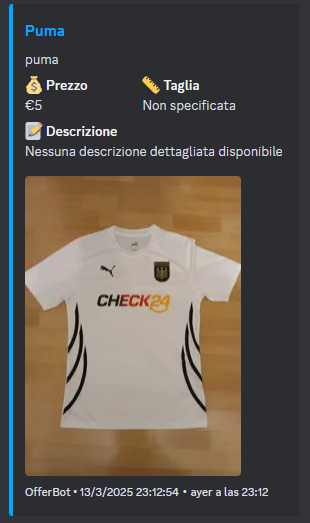 Puma
puma
💰 Prezzo
€5
📏 Taglia
Non specificata
📝 Descrizione
Nessuna descrizione dettagliata disponibile
CHECK24
OfferBot • 13/3/2025 23:12:54 • ayer a las 23:12